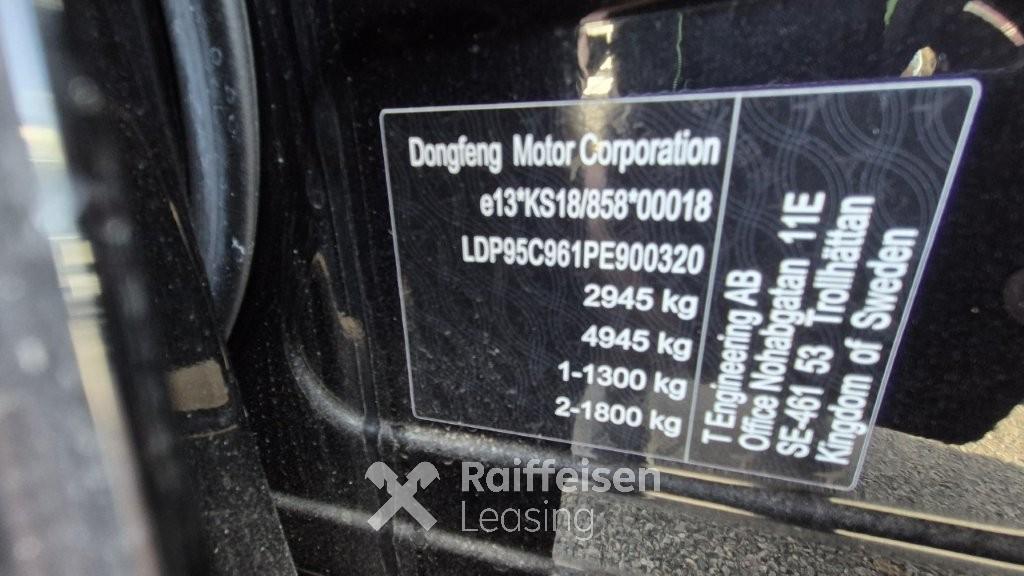 Dongfeng Motor Corporation
e13*KS18/858*00018
LDP95C961PE900320
2945 kg
4945 kg
1-1300 kg
2-1800 kg
T Engineering AB
Office Nohabgatan 11E
SE-461 53 Trollhättan
Kingdom of Sweden
Raiffeisen
Leasing